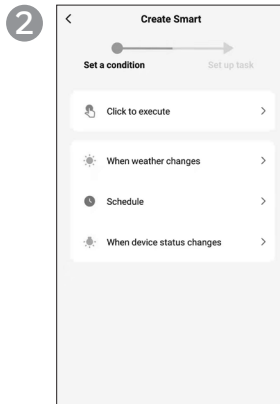 2
Create Smart
Set a condition Set up task
Click to execute
When weather changes
Schedule
When device status changes